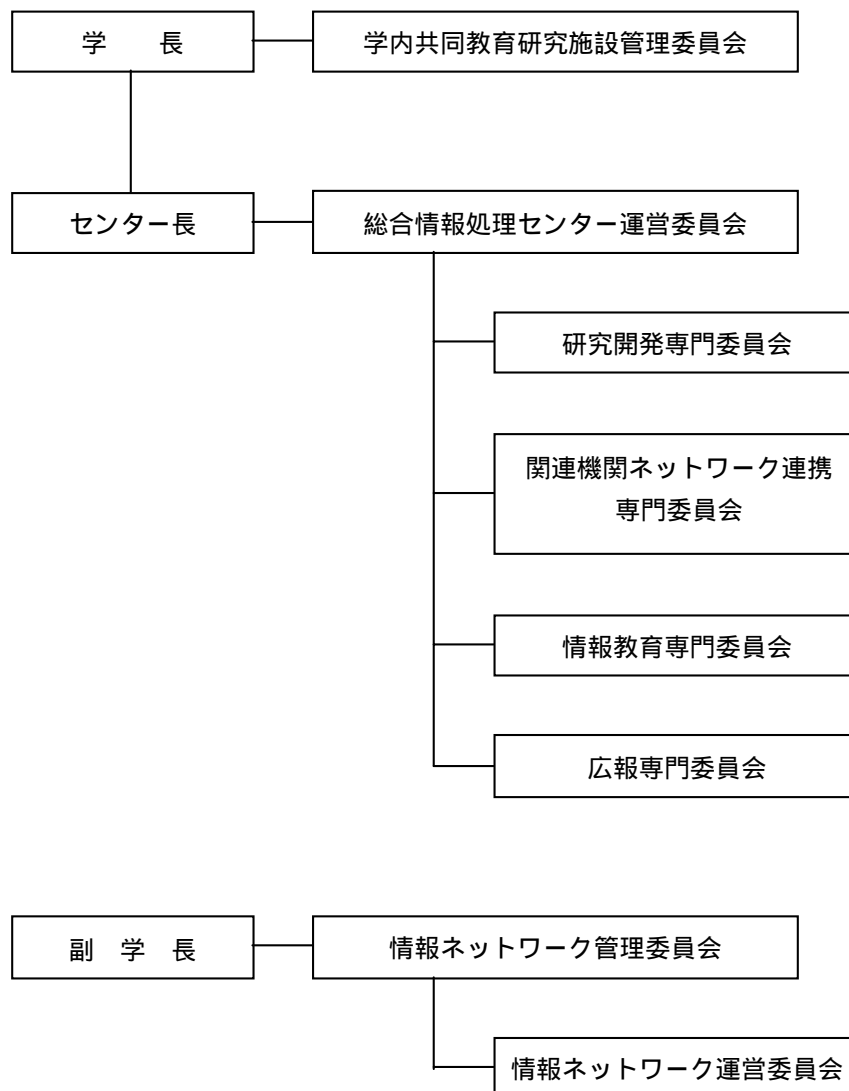 学　　長
学内共同教育研究施設管理委員会
センター長
総合情報処理センター運営委員会
研究開発専門委員会
関連機関ネットワーク連携
専門委員会
情報教育専門委員会
広報専門委員会
副　学　長
情報ネットワーク管理委員会
情報ネットワーク運営委員会